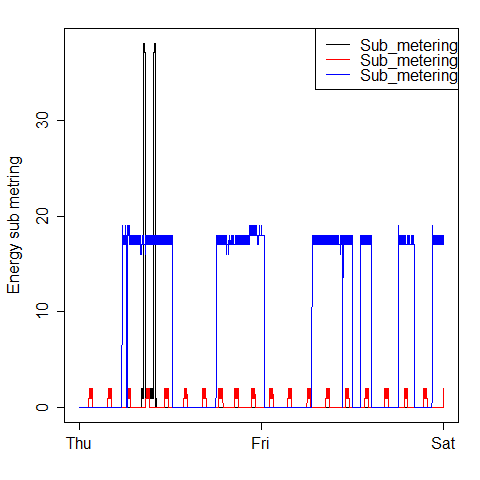 Sub_metering
Sub_metering
Sub_metering
Energy sub metring
30
20
10
0
Thu Fri Sat